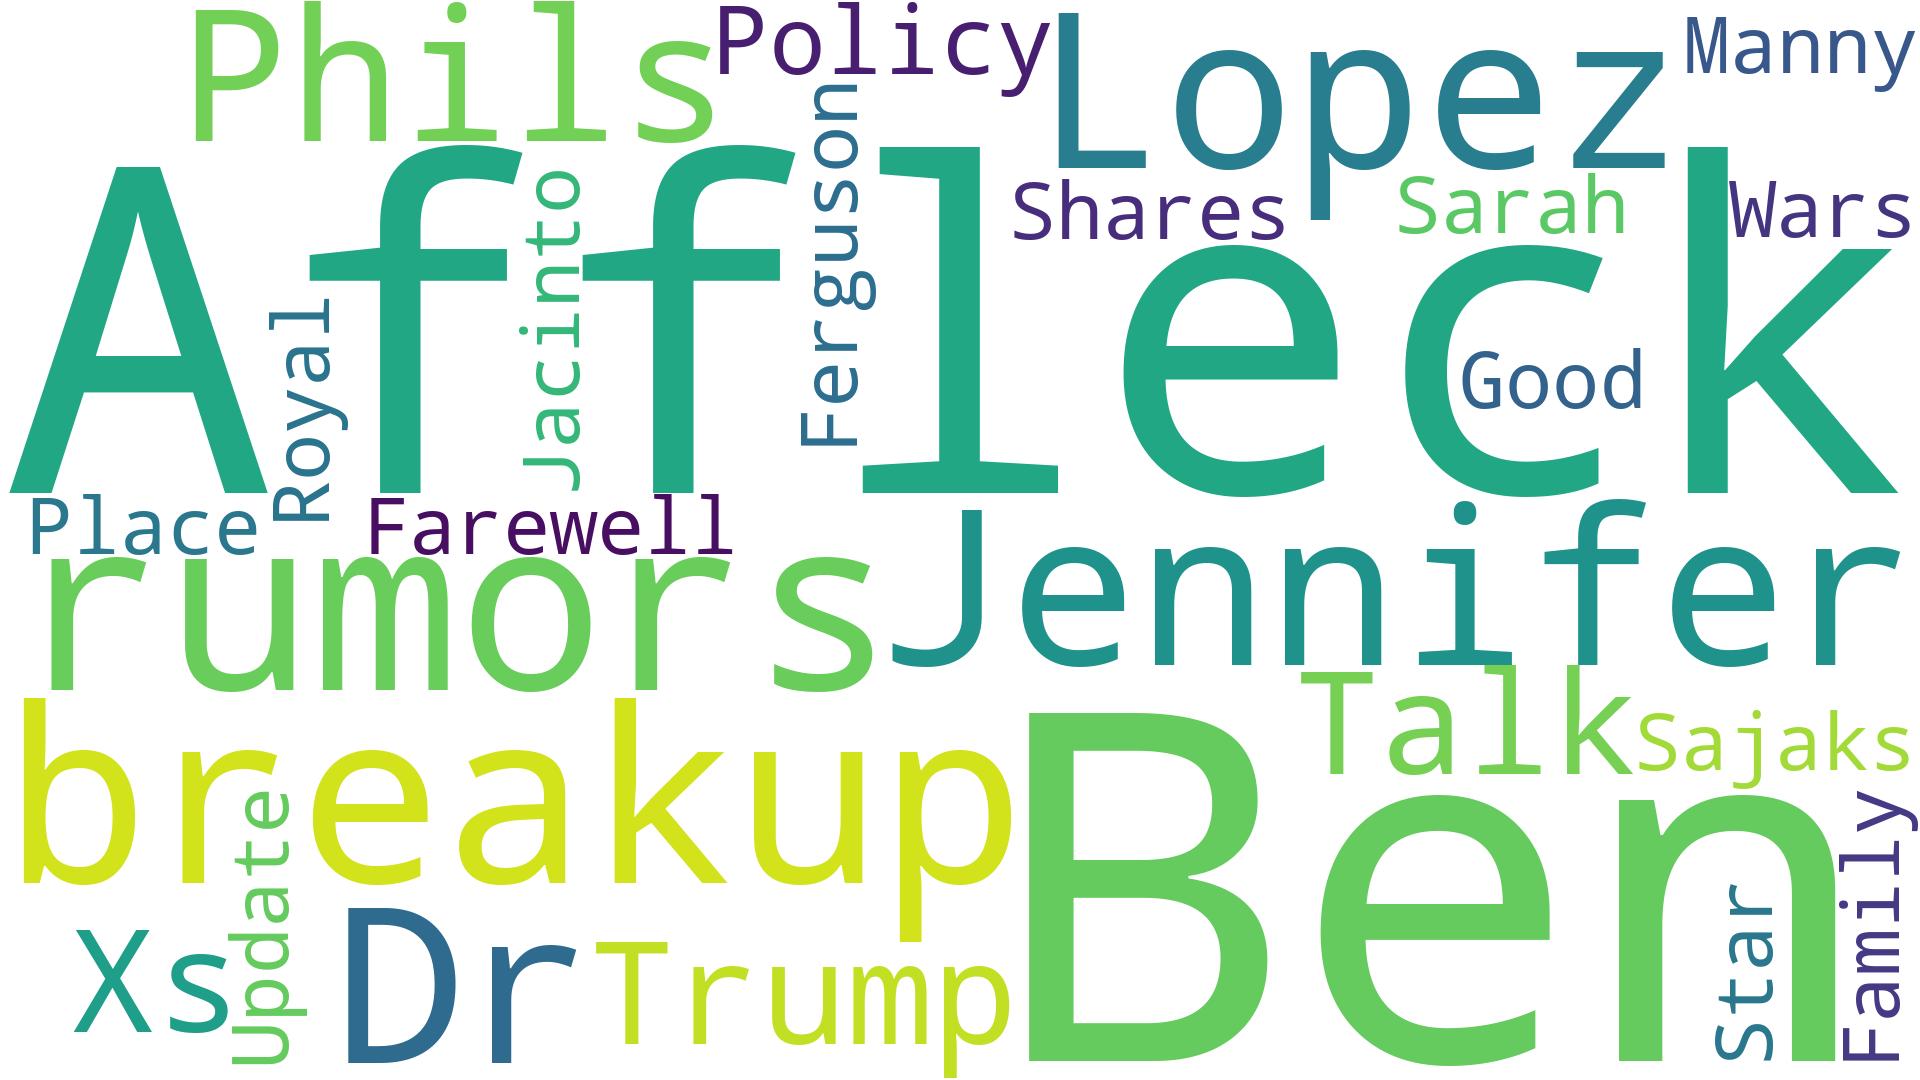 Phils
Policy
Lopez
Manny
Affleck
Jacinto
Ferguson
Shares
Sarah
Wars
Royal
Good
Place
Farewell
rumors
Jennifer
breakup
Ben
Talk
Sajaks
Update
Xs
Dr
Trump
Star
Family